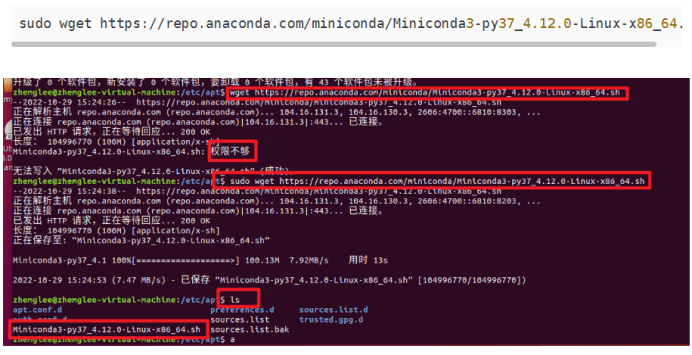 sudo wget https://repo.anaconda.com/miniconda/Miniconda3-py37_4.12.0-Linux-x86_64.
升级了 0 个软件包，新安装了 0 个软件包，要卸载 0 个软件包，有 43 个软件包未被升级。
zhenglee@zhemglee-virtual-machine:/etc/apt$ wget https://repo.anaconda.com/miniconda/Miniconda3-py37_4.12.0-Linux-x86_64.sh
--2022-10-29 15:24:26-- https://repo.anaconda.com/miniconda/Miniconda3-py37_4.12.0-Linux-x86_64.sh
正在解析主机 repo.anaconda.com (repo.anaconda.com)... 104.16.131.3, 104.16.130.3, 2606:4700::6810:8303, ...
正在连接 repo.anaconda.com (repo.anaconda.com)|104.16.131.3|:443... 已连接。
已发出 HTTP 请求，正在等待回应... 200 OK
长度： 104996770 (100M) [application/x-sh]
Miniconda3-py37_4.12.0-Linux-x86_64.sh: 权限不够
无法写入 “Miniconda3-py37_4.12.0-Linux-x86_64.sh” (成功)。
zhenglee@zhemglee-virtual-machine:/etc/apt$ sudo wget https://repo.anaconda.com/miniconda/Miniconda3-py37_4.12.0-Linux-x86_64.sh
--2022-10-29 15:24:38-- https://repo.anaconda.com/miniconda/Miniconda3-py37_4.12.0-Linux-x86_64.sh
正在解析主机 repo.anaconda.com (repo.anaconda.com)... 104.16.131.3, 104.16.130.3, 2606:4700::6810:8203, ...
正在连接 repo.anaconda.com (repo.anaconda.com)|104.16.131.3|:443... 已连接。
已发出 HTTP 请求，正在等待回应... 200 OK
长度： 104996770 (100M) [application/x-sh]
正在保存至: “Miniconda3-py37_4.12.0-Linux-x86_64.sh”
Miniconda3-py37_4.1 100%[===================>] 100.13M 7.92MB/s 用时 13s
2022-10-29 15:24:53 (7.47 MB/s) - 已保存 “Miniconda3-py37_4.12.0-Linux-x86_64.sh” [104996770/104996770])
zhenglee@zhemglee-virtual-machine:/etc/apt$ ls
apt.conf.d preferences.d sources.list.d
auth.conf.d sources.list trusted.gpg.d
Miniconda3-py37_4.12.0-Linux-x86_64.sh sources.list.bak
zhenglee@zhemglee-virtual-machine:/etc/apt$ a